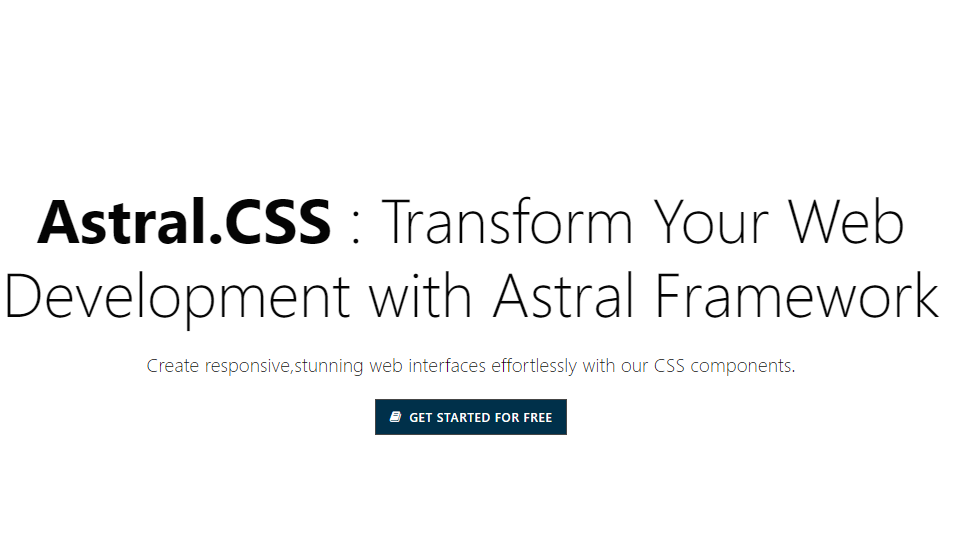 Astral.CSS : Transform Your Web
Development with Astral Framework
Create responsive,stunning web interfaces effortlessly with our CSS components.
GET STARTED FOR FREE